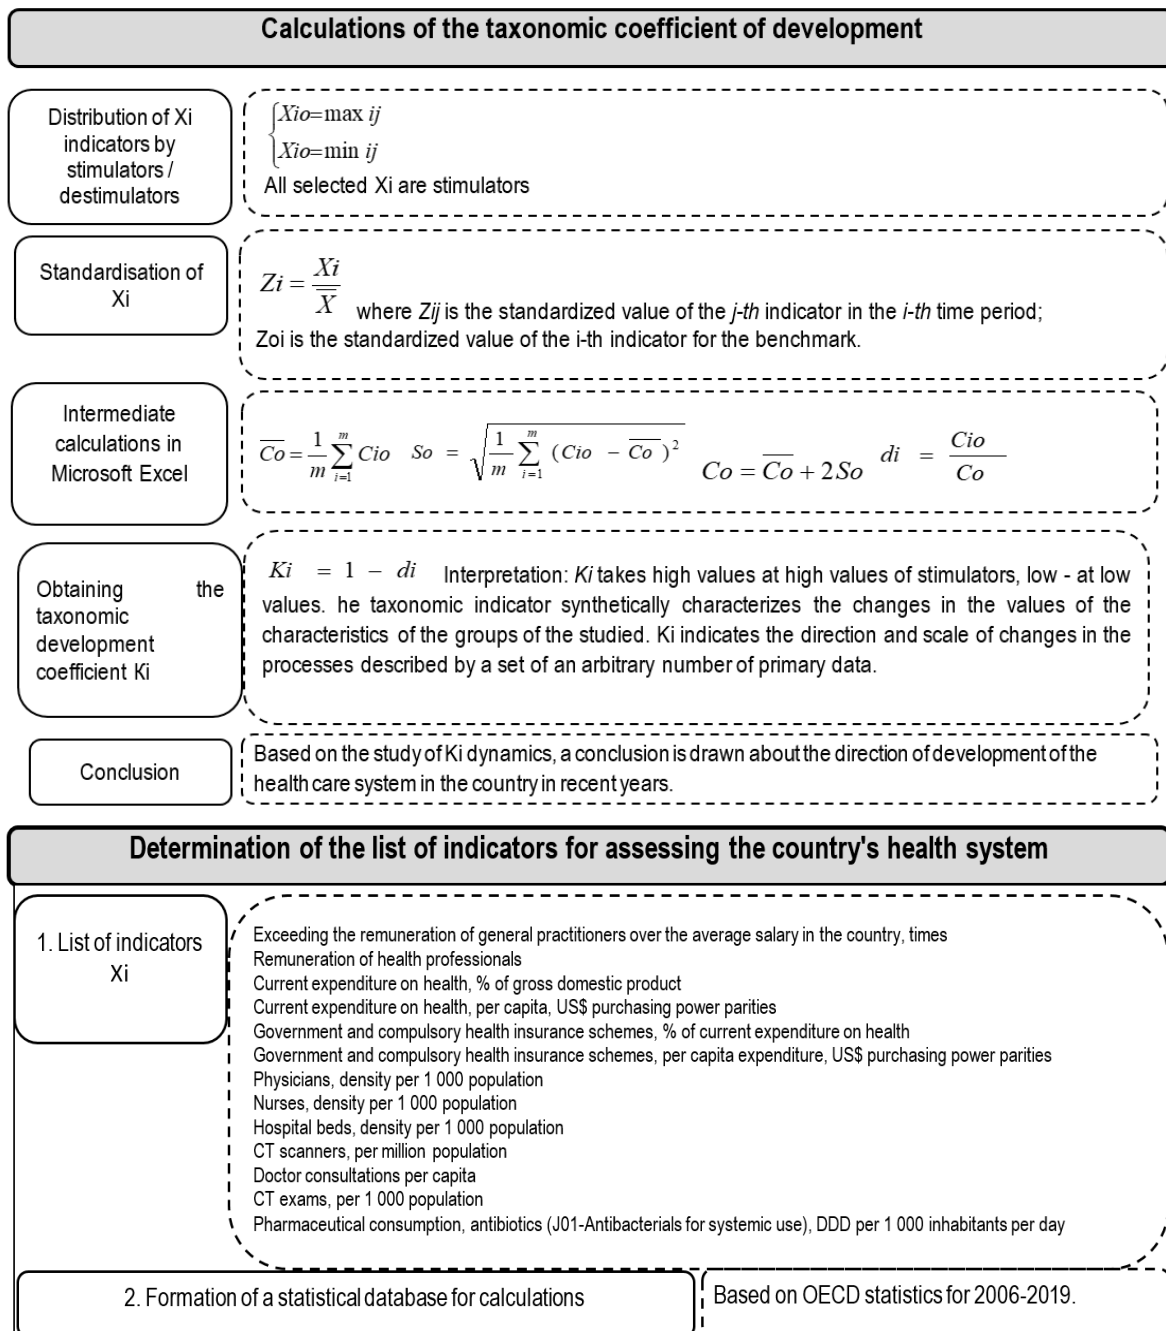 Calculations of the taxonomic coefficient of development
Distribution of Xi
indicators by
stimulators /
destimulators
Xio=max ij
Xio=min ij
All selected Xi are stimulators
Standardisation of
Xi
Zi = Xi / X̅ where Zij is the standardized value of the j-th indicator in the i-th time period;
Zoi is the standardized value of the i-th indicator for the benchmark.
Intermediate
calculations in
Microsoft Excel
C̅o̅ = 1/m ∑_{i=1}^{m} Cio So = √(1/m ∑_{i=1}^{m} (Cio − C̅o̅)²) Co = C̅o̅ + 2So di = Cio / Co
Obtaining the
taxonomic
development
coefficient Ki
Ki = 1 − di Interpretation: Ki takes high values at high values of stimulators, low - at low
values. he taxonomic indicator synthetically characterizes the changes in the values of the
characteristics of the groups of the studied. Ki indicates the direction and scale of changes in the
processes described by a set of an arbitrary number of primary data.
Conclusion
Based on the study of Ki dynamics, a conclusion is drawn about the direction of development of the
health care system in the country in recent years.
Determination of the list of indicators for assessing the country's health system
1. List of indicators
Xi
Exceeding the remuneration of general practitioners over the average salary in the country, times
Remuneration of health professionals
Current expenditure on health, % of gross domestic product
Current expenditure on health, per capita, US$ purchasing power parities
Government and compulsory health insurance schemes, % of current expenditure on health
Government and compulsory health insurance schemes, per capita expenditure, US$ purchasing power parities
Physicians, density per 1 000 population
Nurses, density per 1 000 population
Hospital beds, density per 1 000 population
CT scanners, per million population
Doctor consultations per capita
CT exams, per 1 000 population
Pharmaceutical consumption, antibiotics (J01-Antibacterials for systemic use), DDD per 1 000 inhabitants per day
2. Formation of a statistical database for calculations
Based on OECD statistics for 2006-2019.